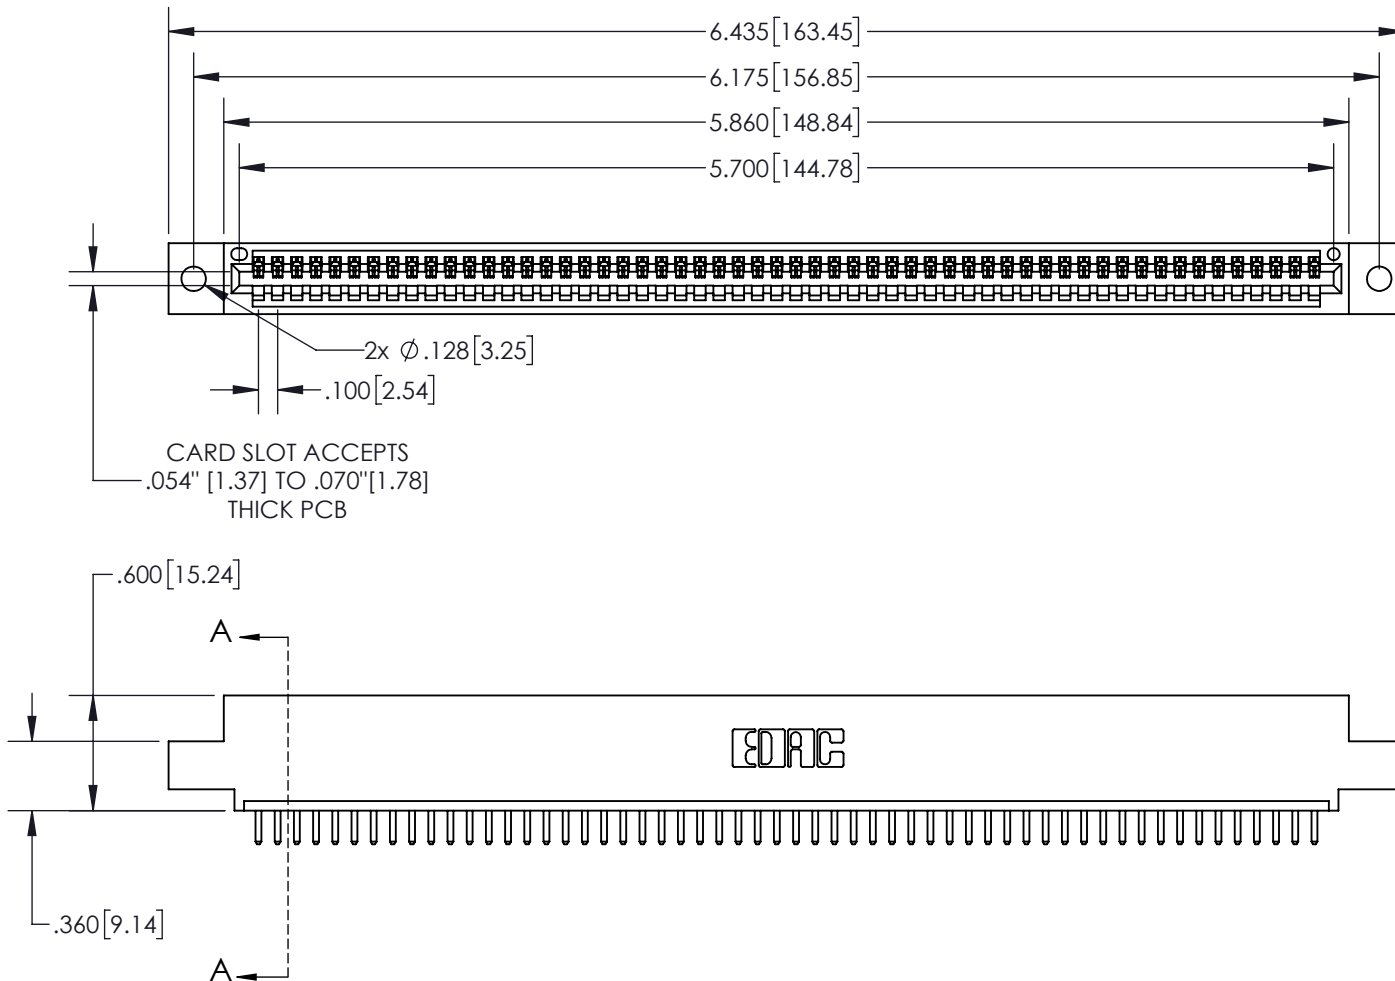 6.435[163.45]
6.175[156.85]
5.860[148.84]
5.700[144.78]
2x Ø.128[3.25]
.100[2.54]
CARD SLOT ACCEPTS
.054" [1.37] TO .070"[1.78]
THICK PCB
.600[15.24]
A
EDAC
.360[9.14]
A